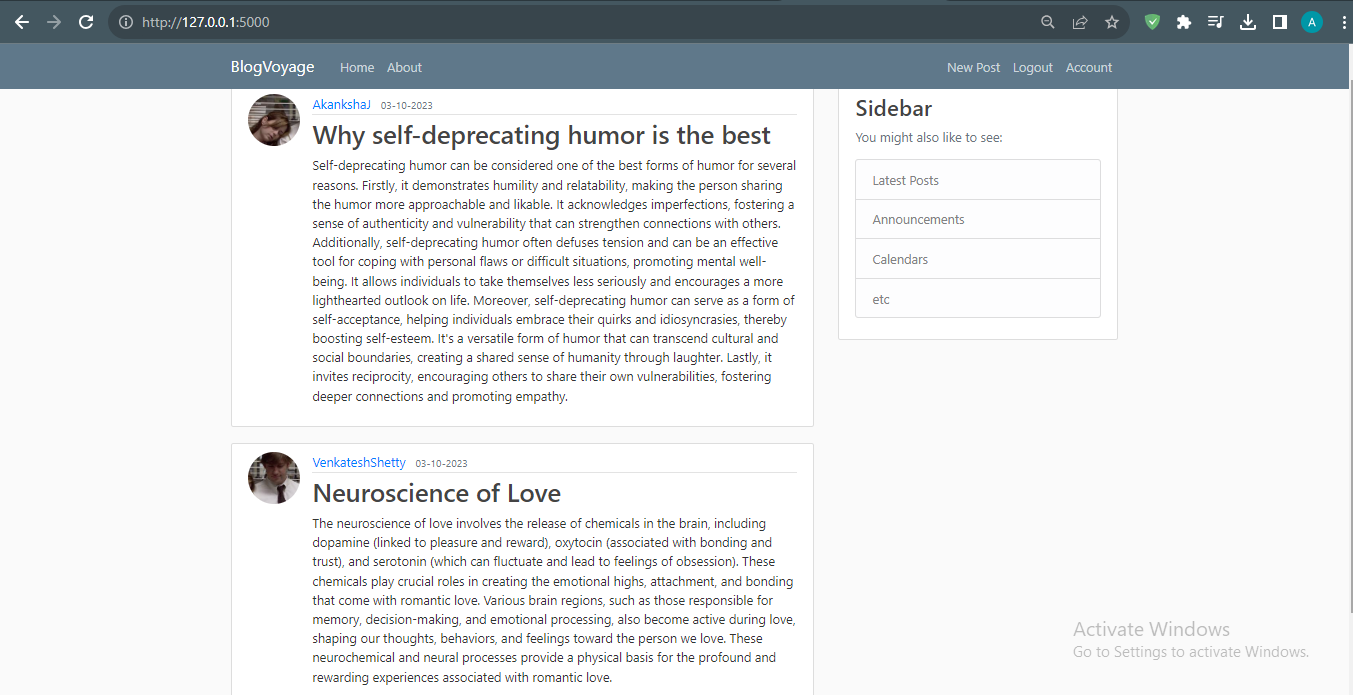 http://127.0.0.1:5000
A
BlogVoyage Home About New Post Logout Account
AkankshaJ 03-10-2023
Why self-deprecating humor is the best
Self-deprecating humor can be considered one of the best forms of humor for several
reasons. Firstly, it demonstrates humility and relatability, making the person sharing
the humor more approachable and likable. It acknowledges imperfections, fostering a
sense of authenticity and vulnerability that can strengthen connections with others.
Additionally, self-deprecating humor often defuses tension and can be an effective
tool for coping with personal flaws or difficult situations, promoting mental well-
being. It allows individuals to take themselves less seriously and encourages a more
lighthearted outlook on life. Moreover, self-deprecating humor can serve as a form of
self-acceptance, helping individuals embrace their quirks and idiosyncrasies, thereby
boosting self-esteem. It's a versatile form of humor that can transcend cultural and
social boundaries, creating a shared sense of humanity through laughter. Lastly, it
invites reciprocity, encouraging others to share their own vulnerabilities, fostering
deeper connections and promoting empathy.
VenkateshShetty 03-10-2023
Neuroscience of Love
The neuroscience of love involves the release of chemicals in the brain, including
dopamine (linked to pleasure and reward), oxytocin (associated with bonding and
trust), and serotonin (which can fluctuate and lead to feelings of obsession). These
chemicals play crucial roles in creating the emotional highs, attachment, and bonding
that come with romantic love. Various brain regions, such as those responsible for
memory, decision-making, and emotional processing, also become active during love,
shaping our thoughts, behaviors, and feelings toward the person we love. These
neurochemical and neural processes provide a physical basis for the profound and
rewarding experiences associated with romantic love.
Sidebar
You might also like to see:
Latest Posts
Announcements
Calendars
etc
Activate Windows
Go to Settings to activate Windows.